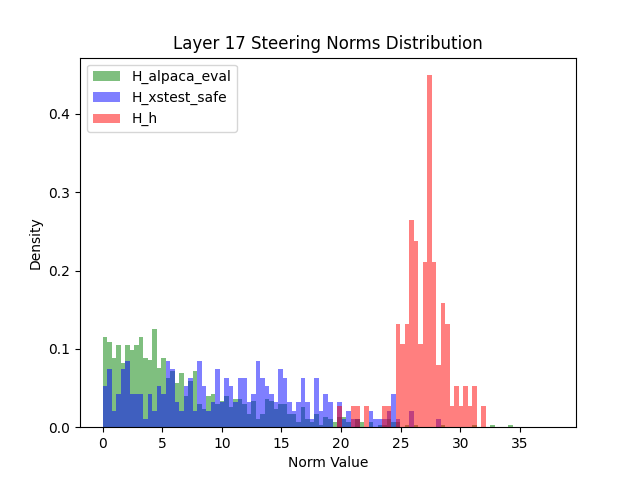 Layer 17 Steering Norms Distribution
H_alpaca_eval
H_xstest_safe
H_h
Density
0.4
0.3
0.2
0.1
0.0
0 5 10 15 20 25 30 35
Norm Value